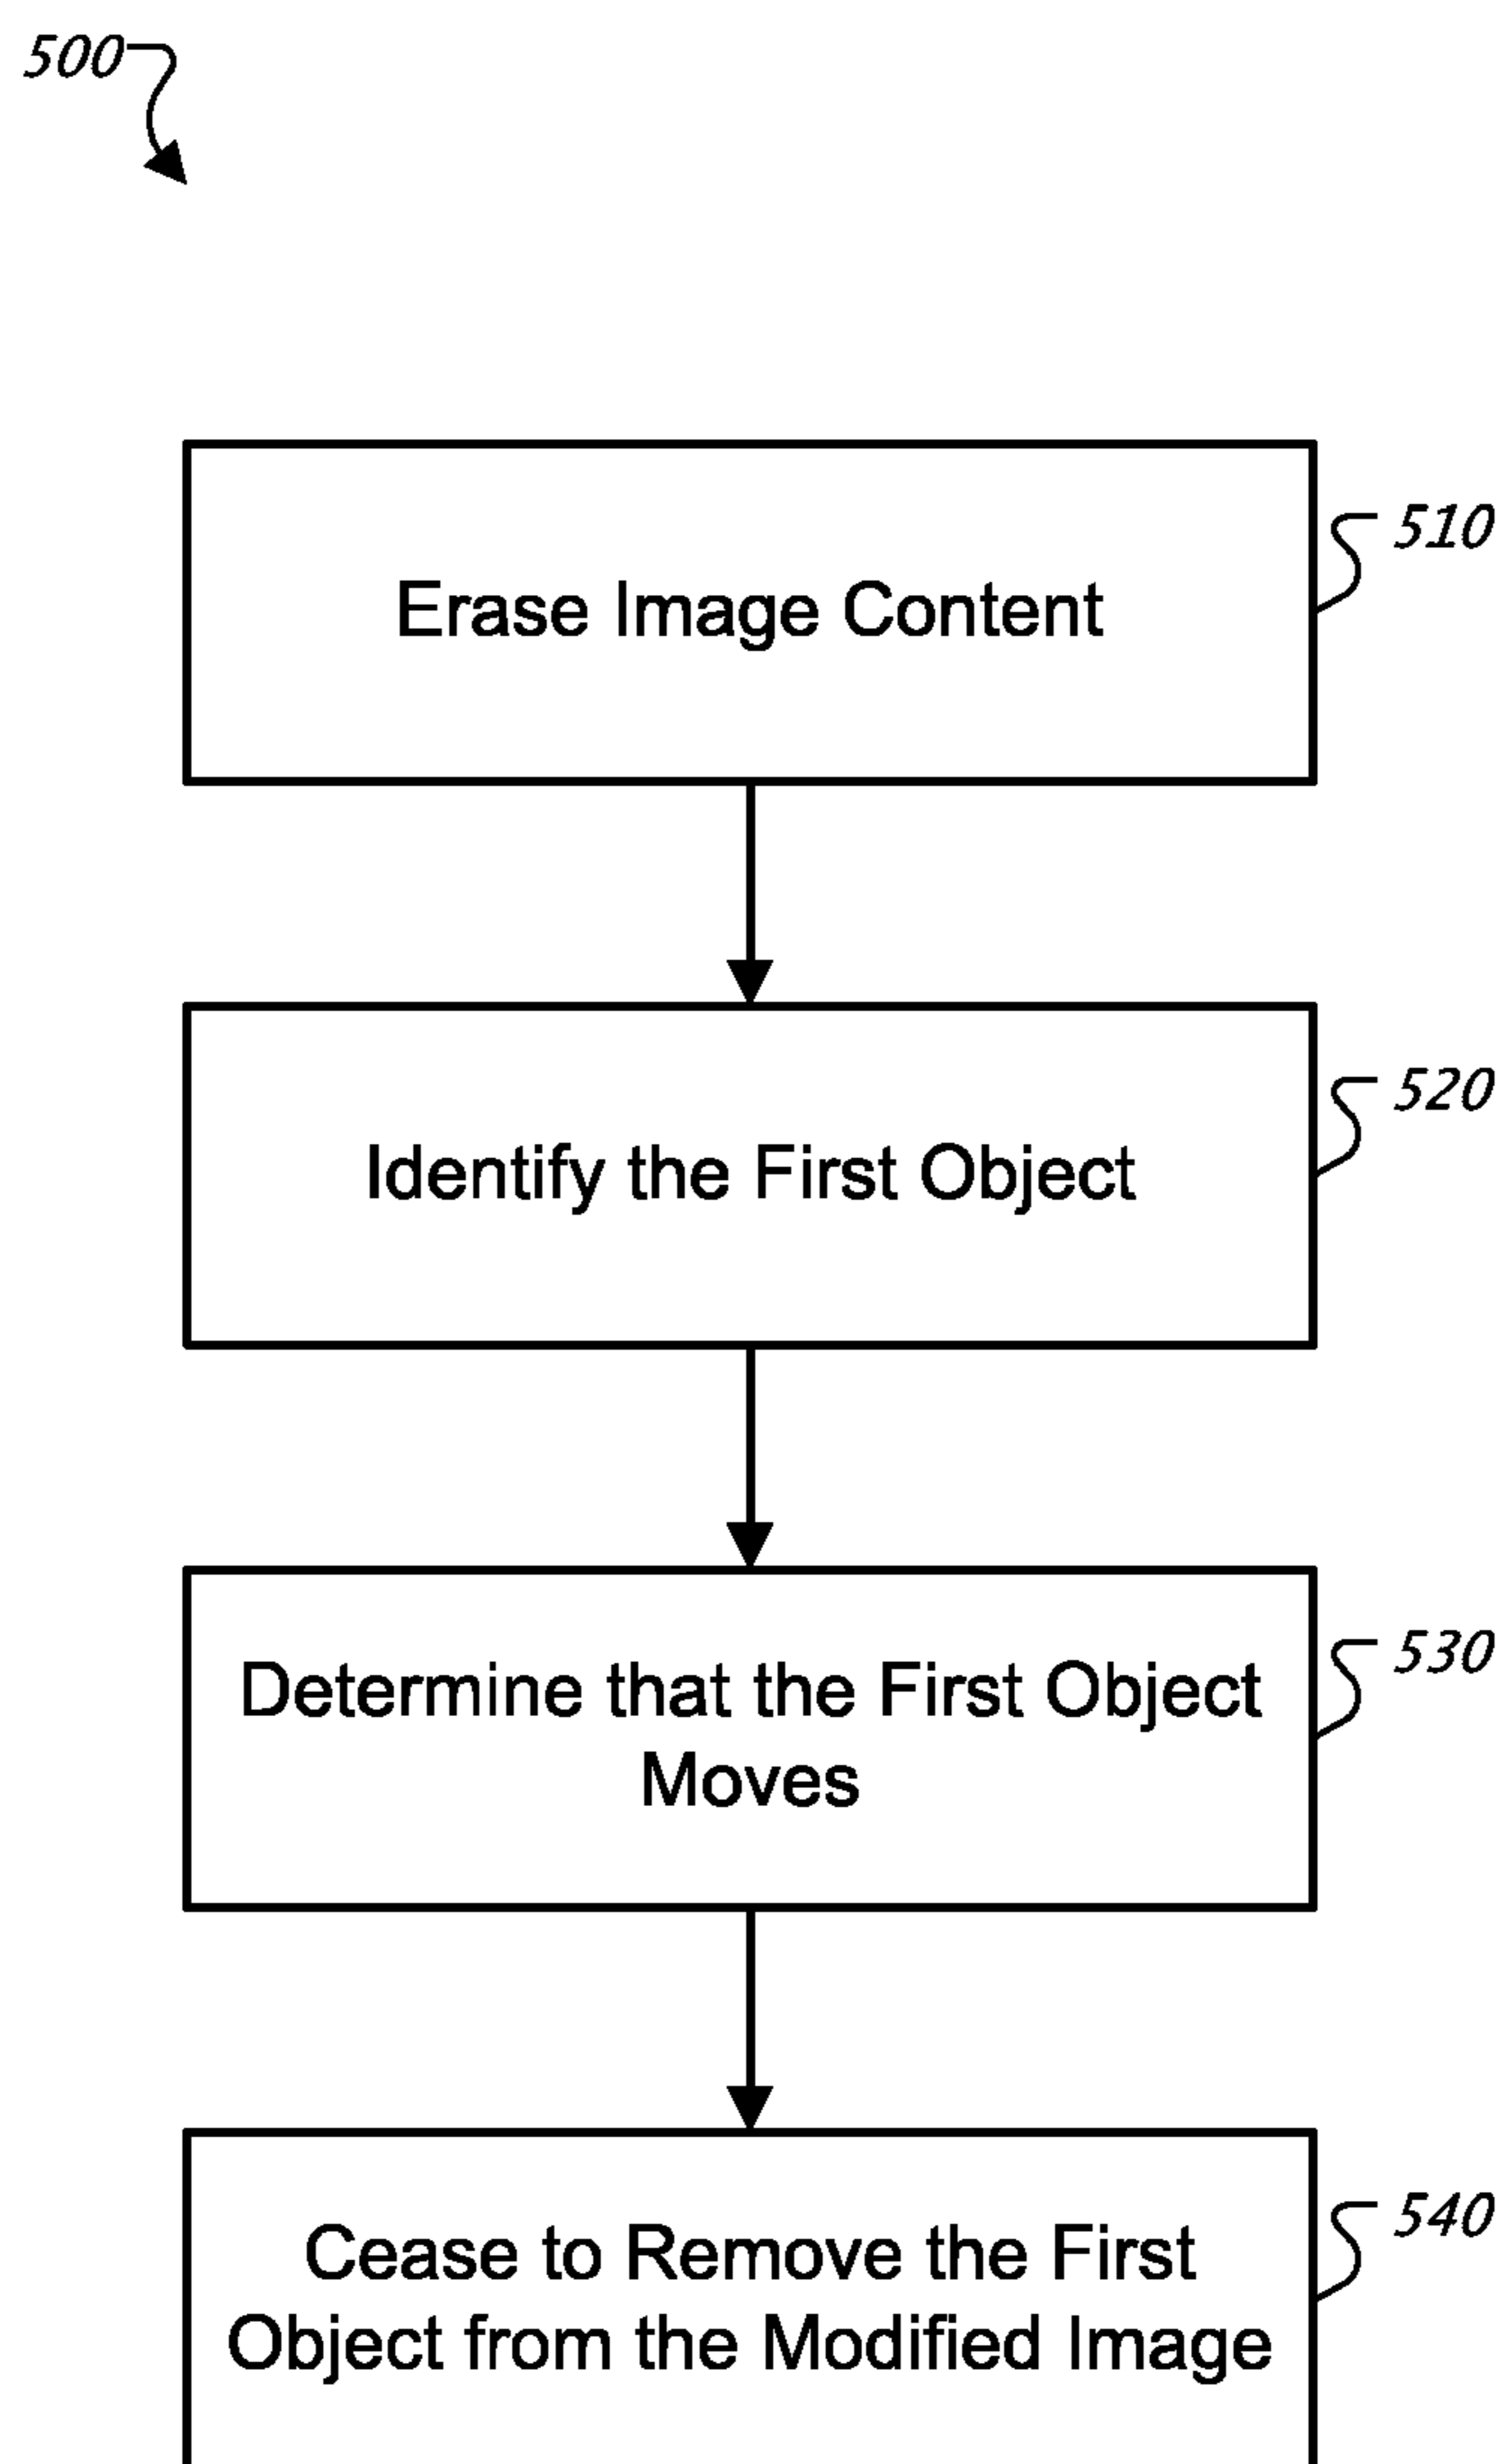 500
Erase Image Content
510
Identify the First Object
520
Determine that the First Object
Moves
530
Cease to Remove the First
Object from the Modified Image
540